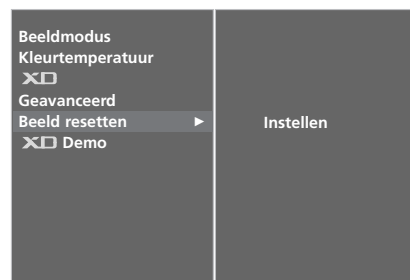 Beeldmodus
Kleurtemperatuur
XD
Geavanceerd
Beeld resetten ►
XD Demo
Instellen